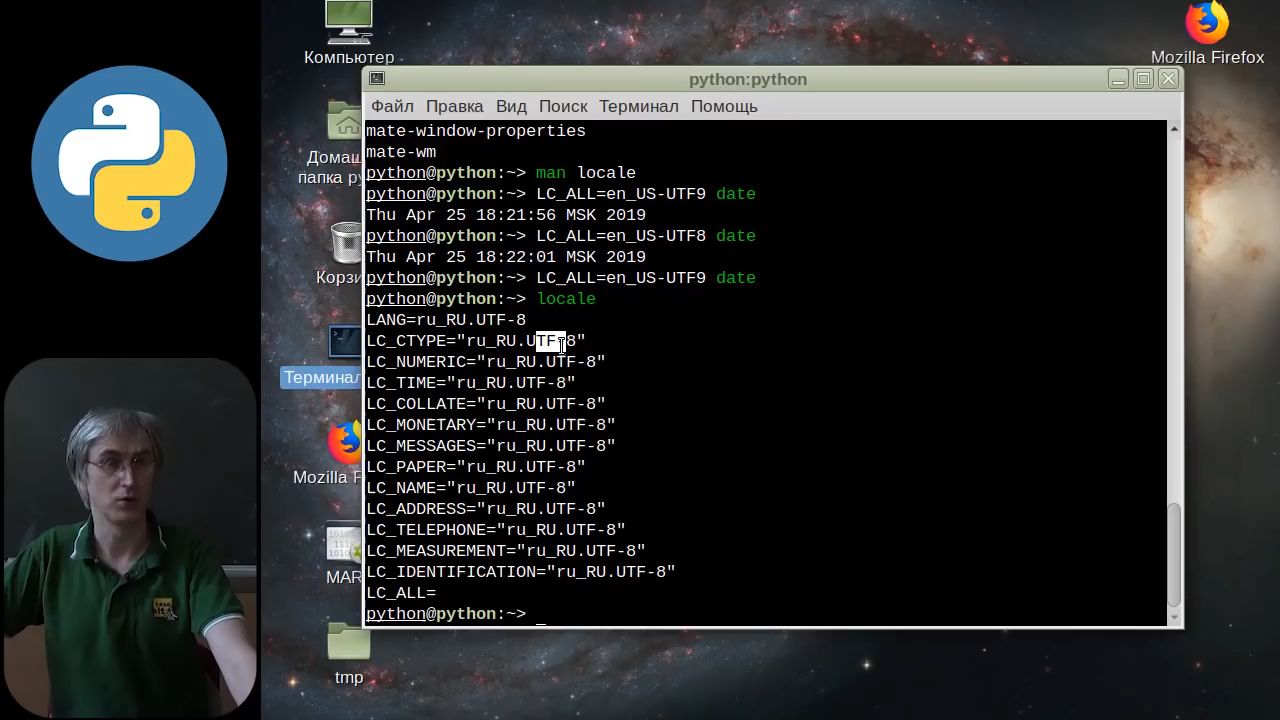 Компьютер
Mozilla Firefox
python:python
Файл Правка Вид Поиск Терминал Помощь
mate-window-properties
mate-wm
python@python:~> man locale
python@python:~> LC_ALL=en_US-UTF9 date
Thu Apr 25 18:21:56 MSK 2019
python@python:~> LC_ALL=en_US-UTF8 date
Thu Apr 25 18:22:01 MSK 2019
python@python:~> LC_ALL=en_US-UTF9 date
python@python:~> locale
LANG=ru_RU.UTF-8
LC_CTYPE="ru_RU.UTF-8"
LC_NUMERIC="ru_RU.UTF-8"
LC_TIME="ru_RU.UTF-8"
LC_COLLATE="ru_RU.UTF-8"
LC_MONETARY="ru_RU.UTF-8"
LC_MESSAGES="ru_RU.UTF-8"
LC_PAPER="ru_RU.UTF-8"
LC_NAME="ru_RU.UTF-8"
LC_ADDRESS="ru_RU.UTF-8"
LC_TELEPHONE="ru_RU.UTF-8"
LC_MEASUREMENT="ru_RU.UTF-8"
LC_IDENTIFICATION="ru_RU.UTF-8"
LC_ALL=
python@python:~>
Домаш
папка py
Корзи
Терминал
Mozilla F
MAR
tmp